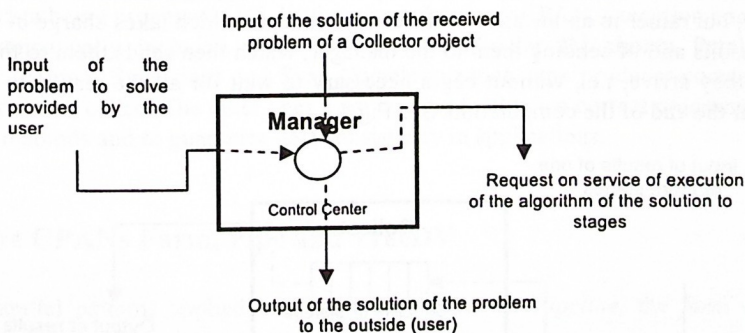 Input of the solution of the received
problem of a Collector object
Input of the
problem to solve
provided by the
user
Manager
Control Center
Request on service of execution
of the algorithm of the solution to
stages
Output of the solution of the problem
to the outside (user)